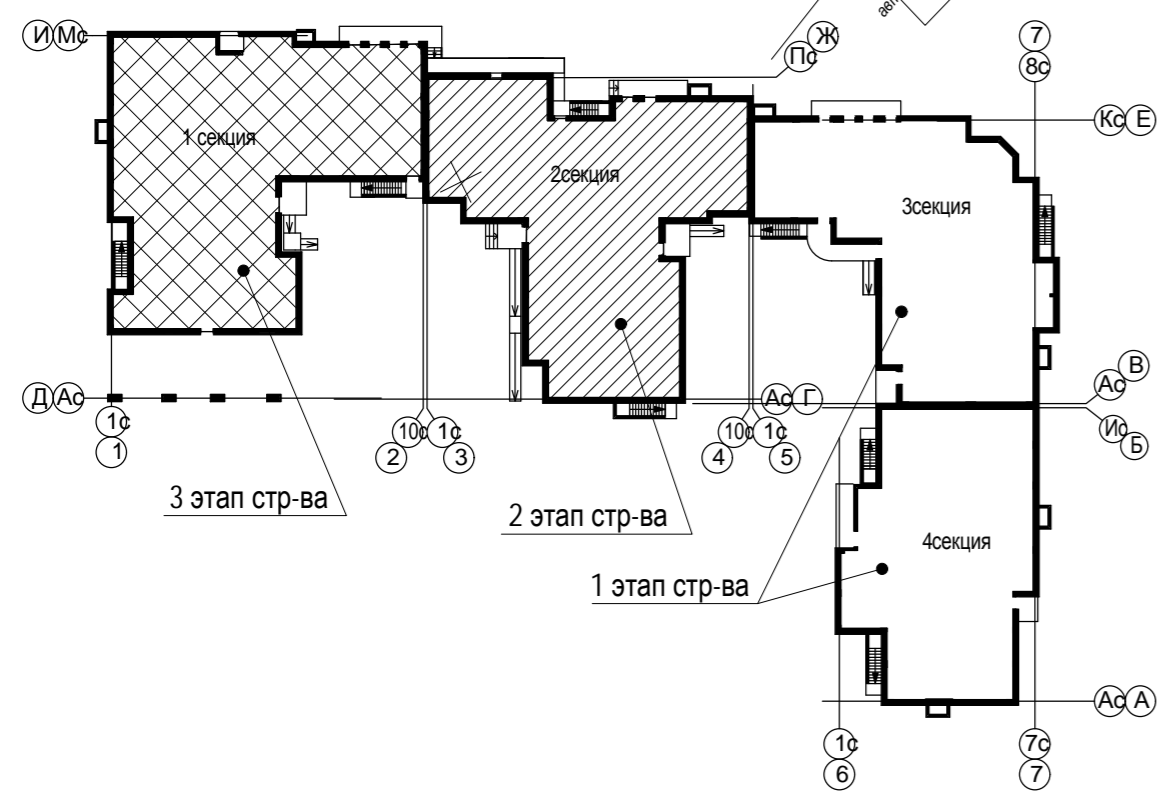 И Мс
авт
Ж
Пс
7
8с
1 секция
2секция
Кс Е
3секция
Д Ас
1с
1
10с 1с
2 3
Ас Г
10с 1с
4 5
В
Ас
Ис
Б
3 этап стр-ва
2 этап стр-ва
1 этап стр-ва
4секция
Ас А
1с
6
7с
7